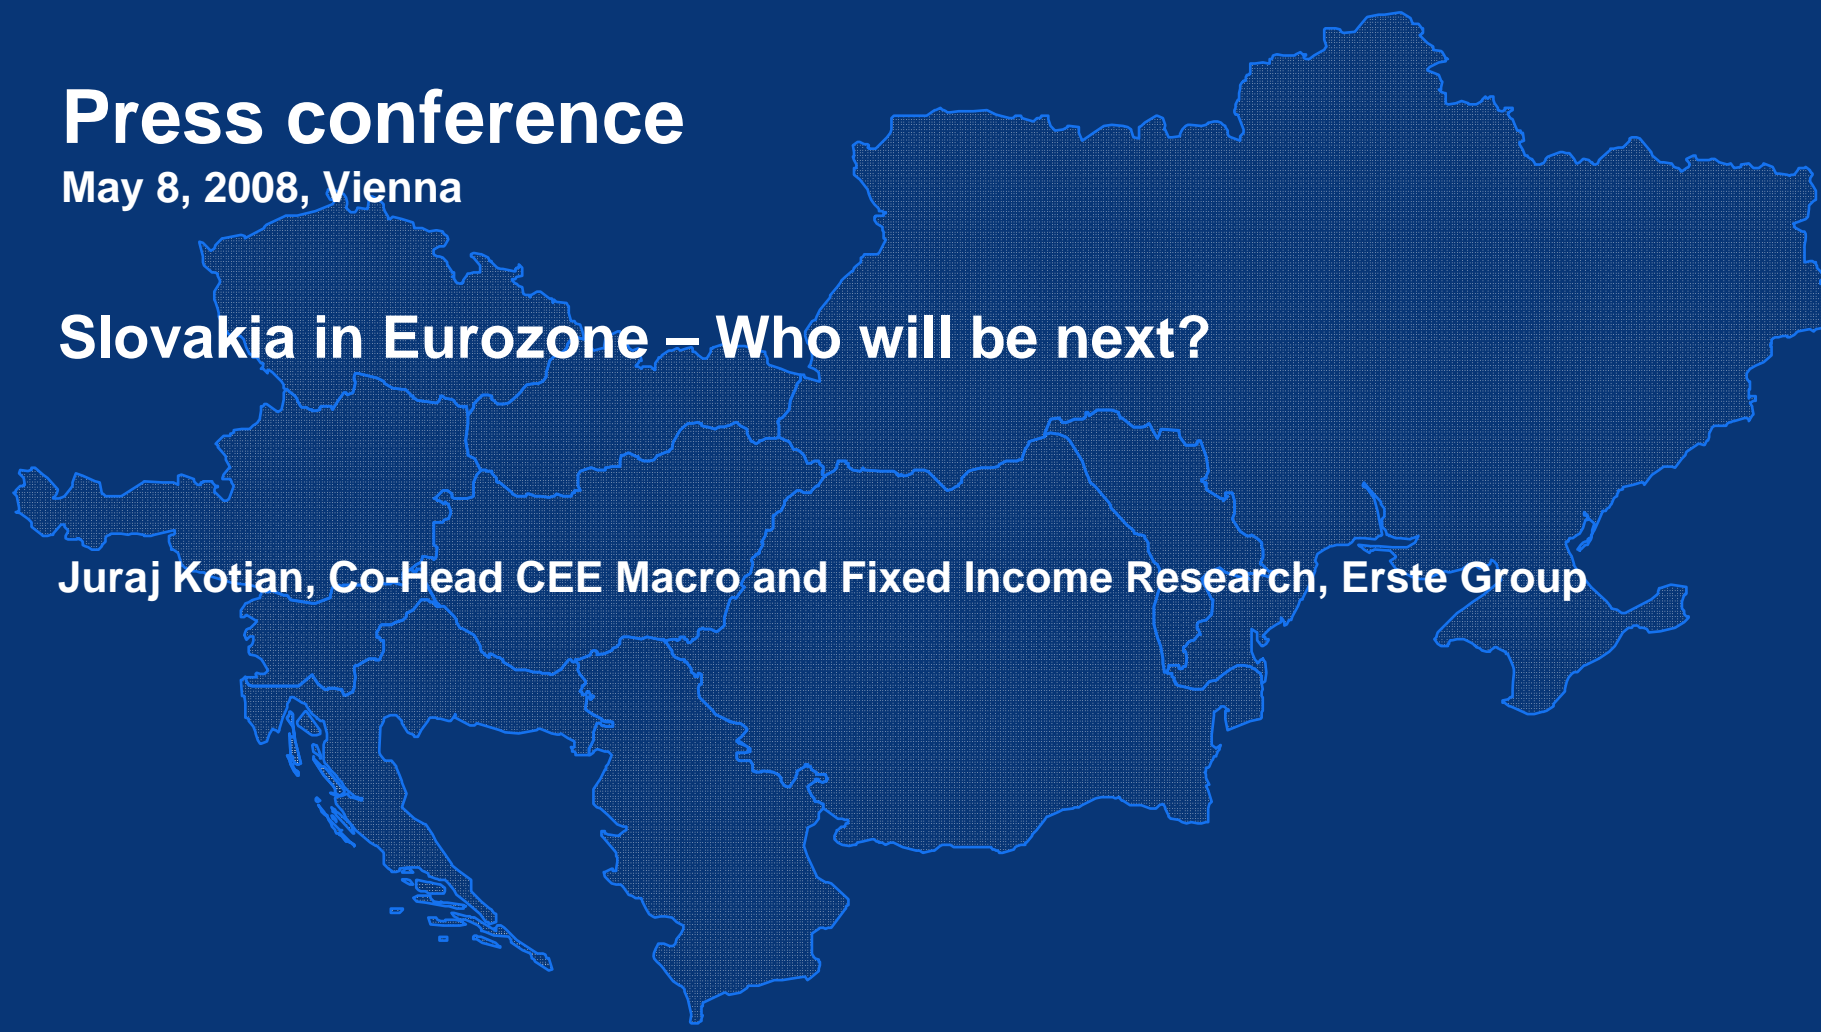 Press conference
May 8, 2008, Vienna
Slovakia in Eurozone – Who will be next?
Juraj Kotian, Co-Head CEE Macro and Fixed Income Research, Erste Group